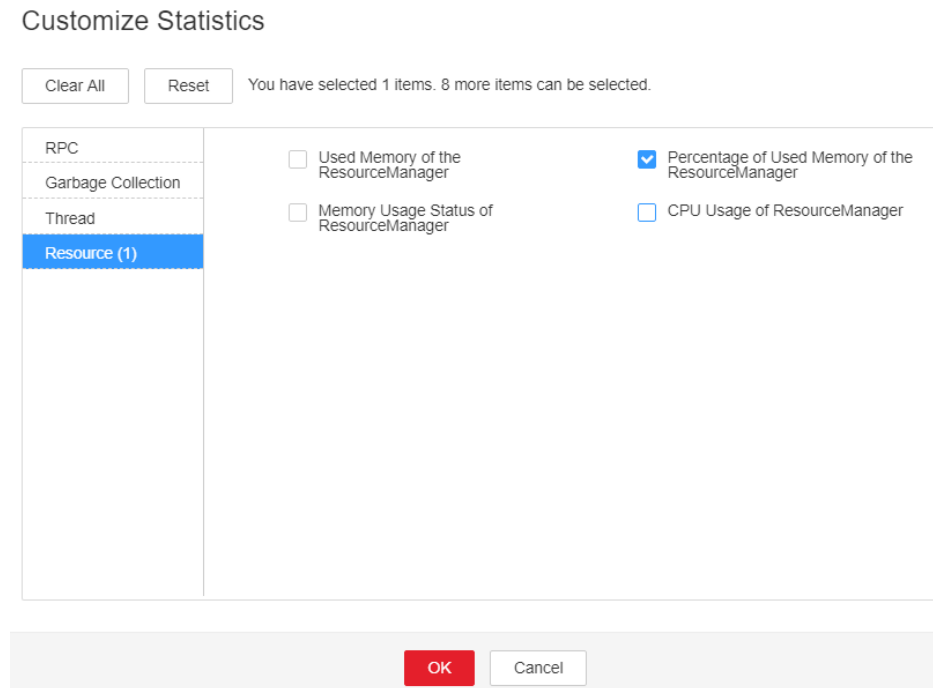 Customize Statistics
Clear All
Reset
You have selected 1 items. 8 more items can be selected.
RPC
Garbage Collection
Thread
Resource (1)
Used Memory of the
ResourceManager
Percentage of Used Memory of the
ResourceManager
Memory Usage Status of
ResourceManager
CPU Usage of ResourceManager
OK
Cancel